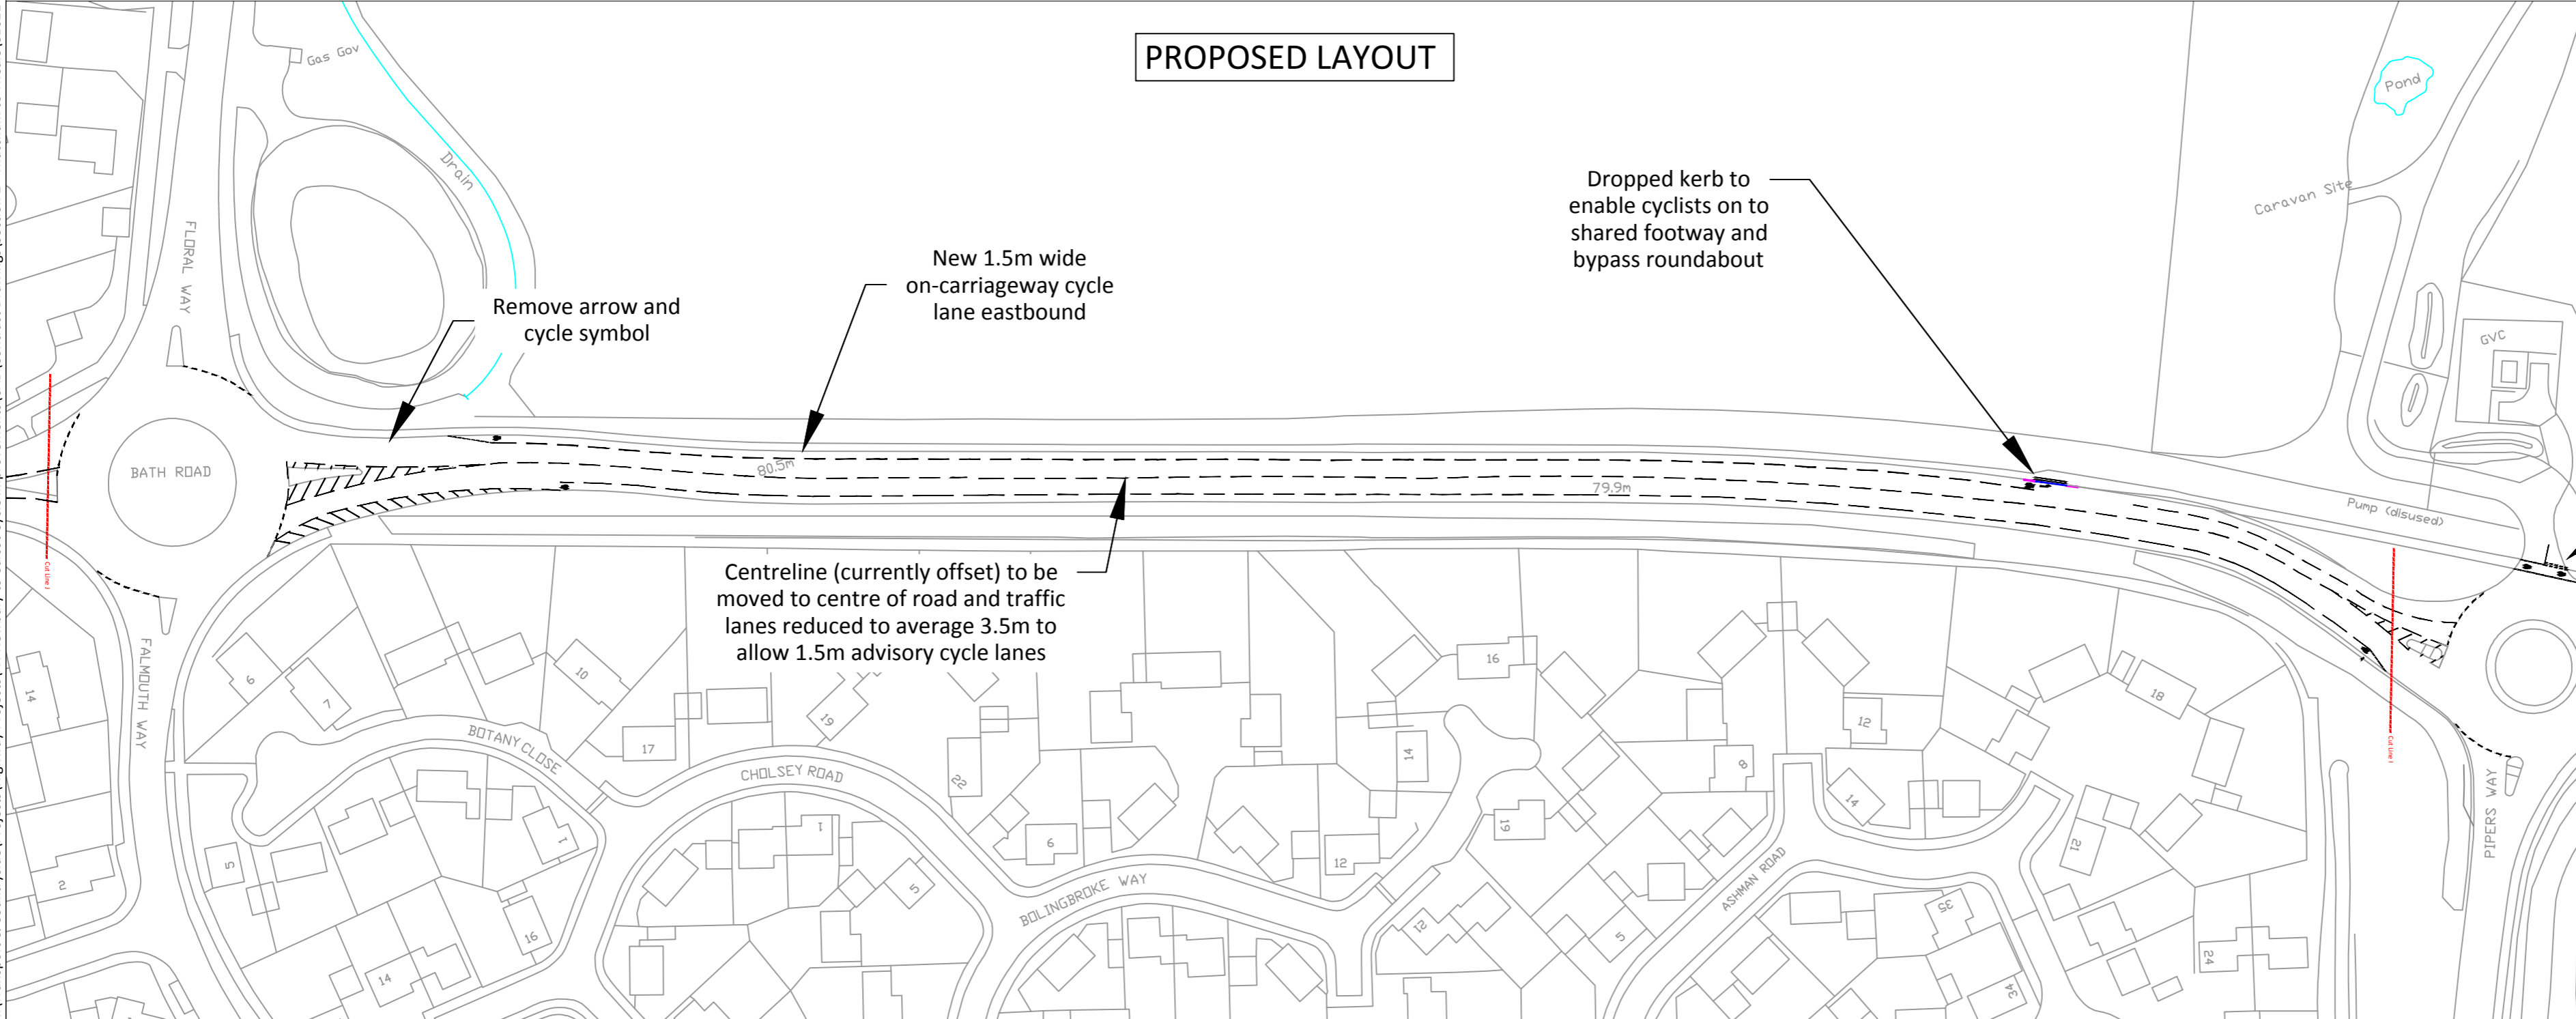 PROPOSED LAYOUT
Gas Gov
Drain
FLORAL WAY
Remove arrow and
cycle symbol
New 1.5m wide
on-carriageway cycle
lane eastbound
Dropped kerb to
enable cyclists on to
shared footway and
bypass roundabout
Pond
Caravan Site
GVC
BATH ROAD
80.5m
79.9m
Pump (disused)
Cut Line
Cut Line
Centreline (currently offset) to be
moved to centre of road and traffic
lanes reduced to average 3.5m to
allow 1.5m advisory cycle lanes
FALMOUTH WAY
BOTANY CLOSE
CHOLSEY ROAD
BOLINGBROKE WAY
ASHMAN ROAD
PIPERS WAY
14
6
7
10
17
19
22
16
14
12
8
18
14
2
5
1
16
14
1
5
6
12
19
12
5
12
35
34
24